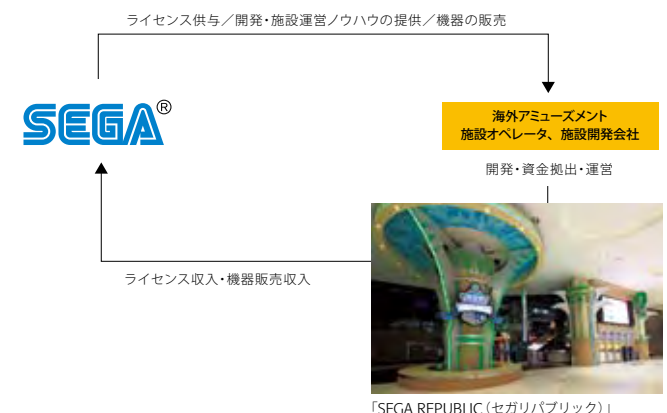 ライセンス供与／開発・施設運営ノウハウの提供／機器の販売
SEGA®
海外アミューズメント
施設オペレータ、施設開発会社
開発・資金拠出・運営
ライセンス収入・機器販売収入
「SEGA REPUBLIC（セガリパブリック）」